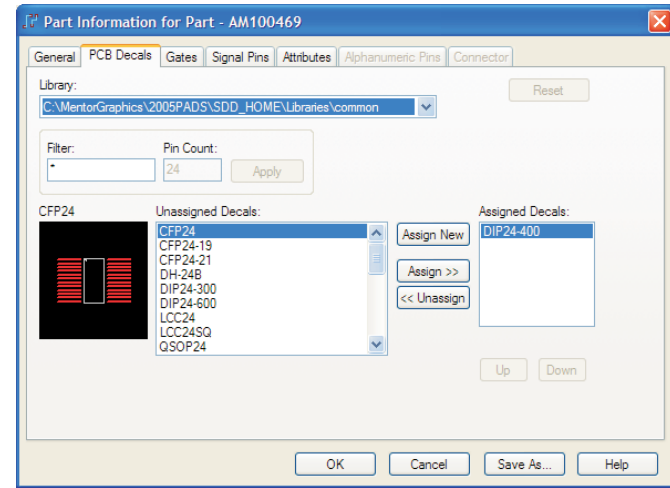 Part Information for Part - AM100469
General PCB Decals Gates Signal Pins Attributes Alphanumeric Pins Connector
Library:
Reset
C:\MentorGraphics\2005PADS\SDD_HOME\Libraries\common
Filter: Pin Count:
* 24 Apply
CFP24 Unassigned Decals: Assigned Decals:
CFP24 Assign New DIP24-400
CFP24-19
CFP24-21
DH-24B Assign >>
DIP24-300
DIP24-600 << Unassign
LCC24
LCC24SQ
QSOP24
Up Down
OK Cancel Save As... Help